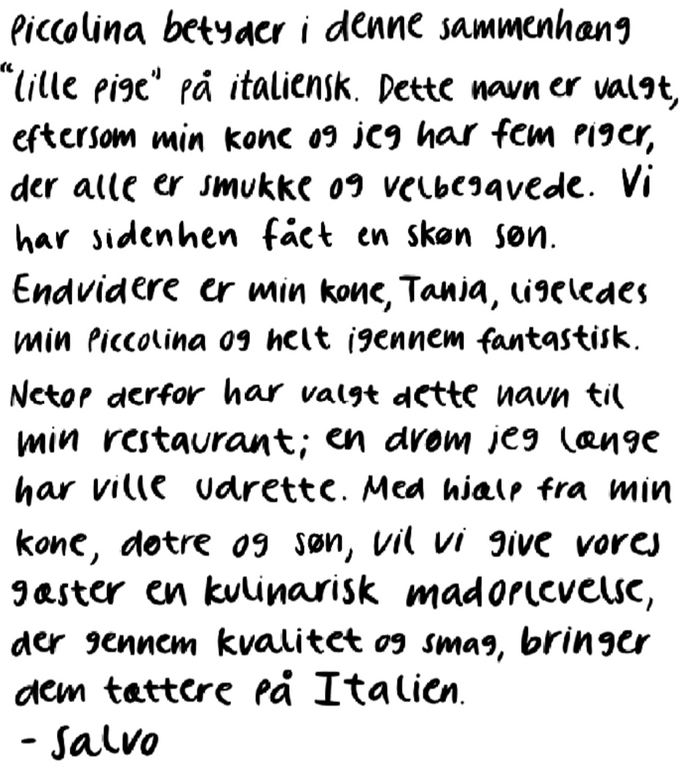 Piccolina betyder i denne sammenhæng
"lille pige" på italiensk. Dette navn er valgt,
eftersom min kone og jeg har fem piger,
der alle er smukke og velbegavede. Vi
har sidenhen fået en skøn søn.
Endvidere er min kone, Tanja, ligeledes
min Piccolina og helt igennem fantastisk.
Netop derfor har valgt dette navn til
min restaurant; en drøm jeg længe
har ville udrette. Med hjælp fra min
kone, døtre og søn, vil vi give vores
gæster en kulinarisk madoplevelse,
der gennem kvalitet og smag, bringer
dem tættere på Italien.
- Salvo